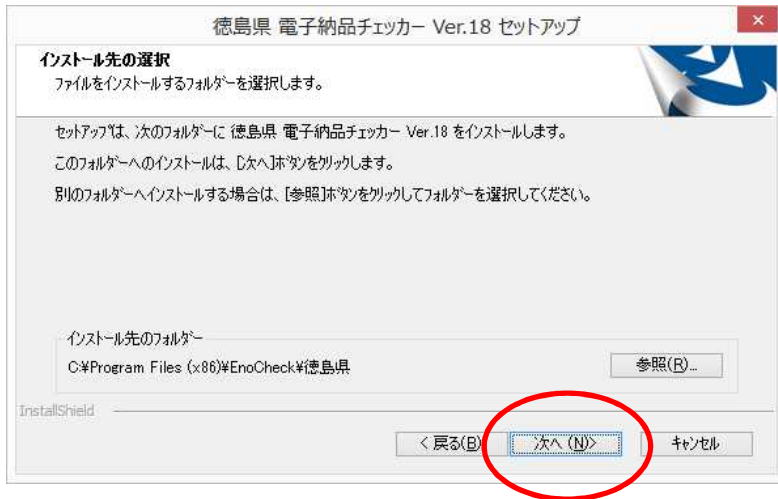 徳島県 電子納品チェッカー Ver.18 セットアップ
インストール先の選択
ファイルをインストールするフォルダーを選択します。
セットアップは、次のフォルダーに 徳島県 電子納品チェッカー Ver.18 をインストールします。
このフォルダーへのインストールは、[次へ]ボタンをクリックします。
別のフォルダーへインストールする場合は、[参照]ボタンをクリックしてフォルダーを選択してください。
インストール先のフォルダー
C:¥Program Files (x86)¥EnoCheck¥徳島県
参照(R)...
InstallShield
< 戻る(B)
次へ (N)>
キャンセル